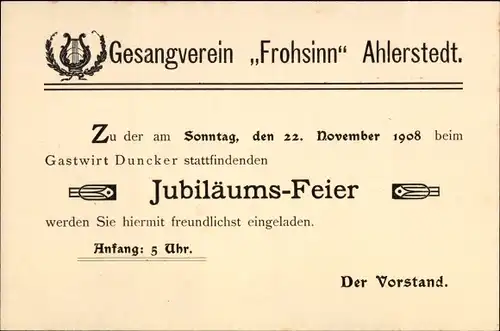 Gesangverein „Frohsinn“ Ahlerstedt.
Zu der am Sonntag, den 22. November 1908 beim
Gastwirt Duncker stattfindenden
Jubiläums-Feier
werden Sie hiermit freundlichst eingeladen.
Anfang: 5 Uhr.
Der Vorstand.